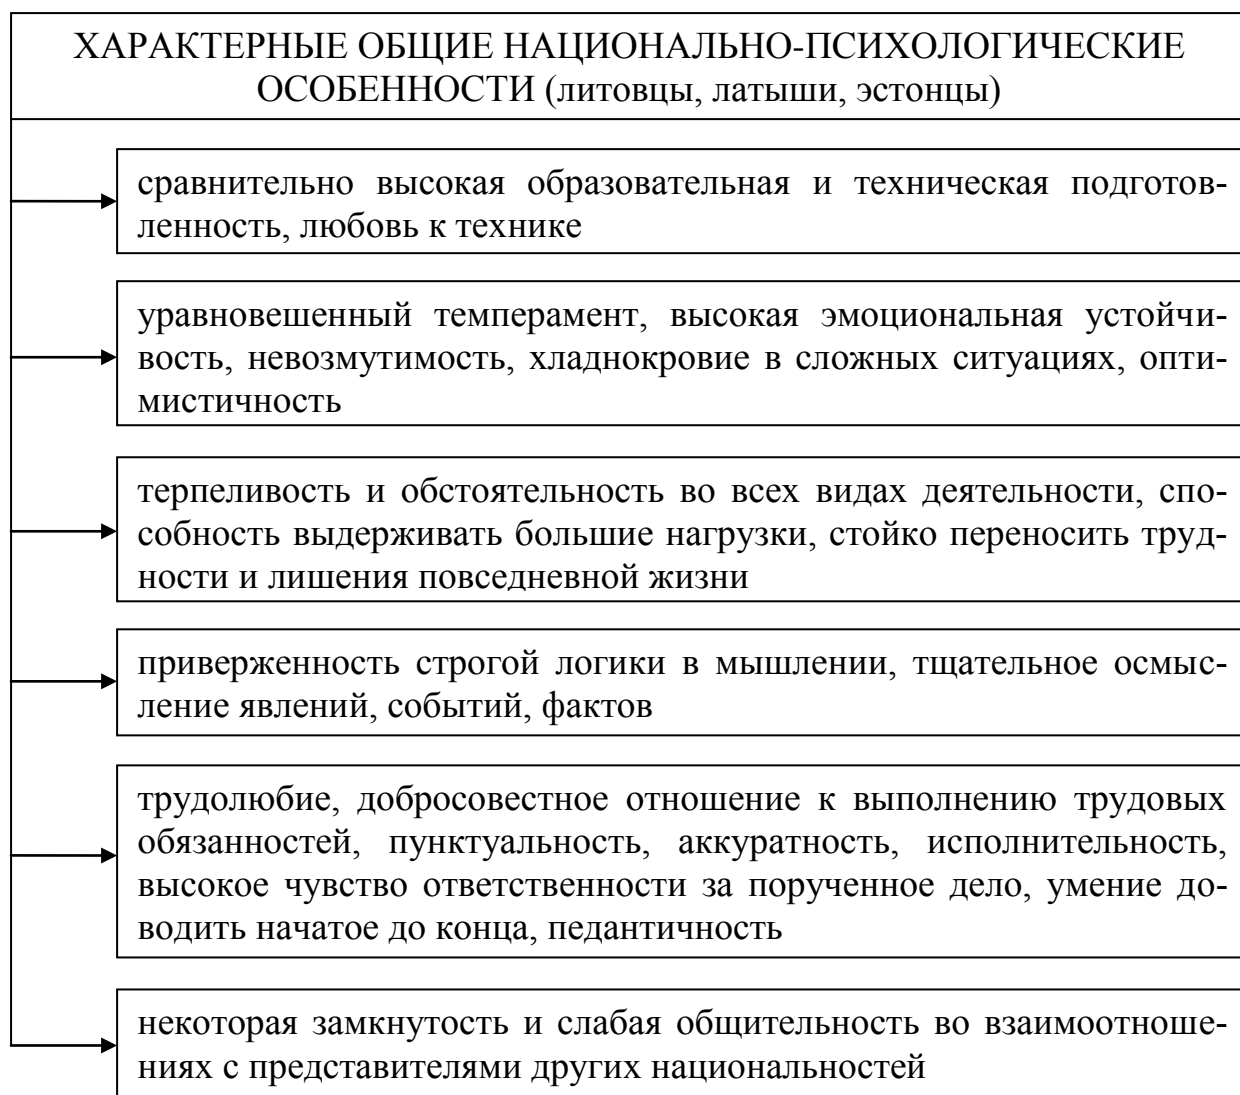 ХАРАКТЕРНЫЕ ОБЩИЕ НАЦИОНАЛЬНО-ПСИХОЛОГИЧЕСКИЕ
ОСОБЕННОСТИ (литовцы, латыши, эстонцы)
сравнительно высокая образовательная и техническая подготов-
ленность, любовь к технике
уравновешенный темперамент, высокая эмоциональная устойчи-
вость, невозмутимость, хладнокровие в сложных ситуациях, опти-
мистичность
терпеливость и обстоятельность во всех видах деятельности, спо-
собность выдерживать большие нагрузки, стойко переносить труд-
ности и лишения повседневной жизни
приверженность строгой логики в мышлении, тщательное осмыс-
ление явлений, событий, фактов
трудолюбие, добросовестное отношение к выполнению трудовых
обязанностей, пунктуальность, аккуратность, исполнительность,
высокое чувство ответственности за порученное дело, умение до-
водить начатое до конца, педантичность
некоторая замкнутость и слабая общительность во взаимоотноше-
ниях с представителями других национальностей